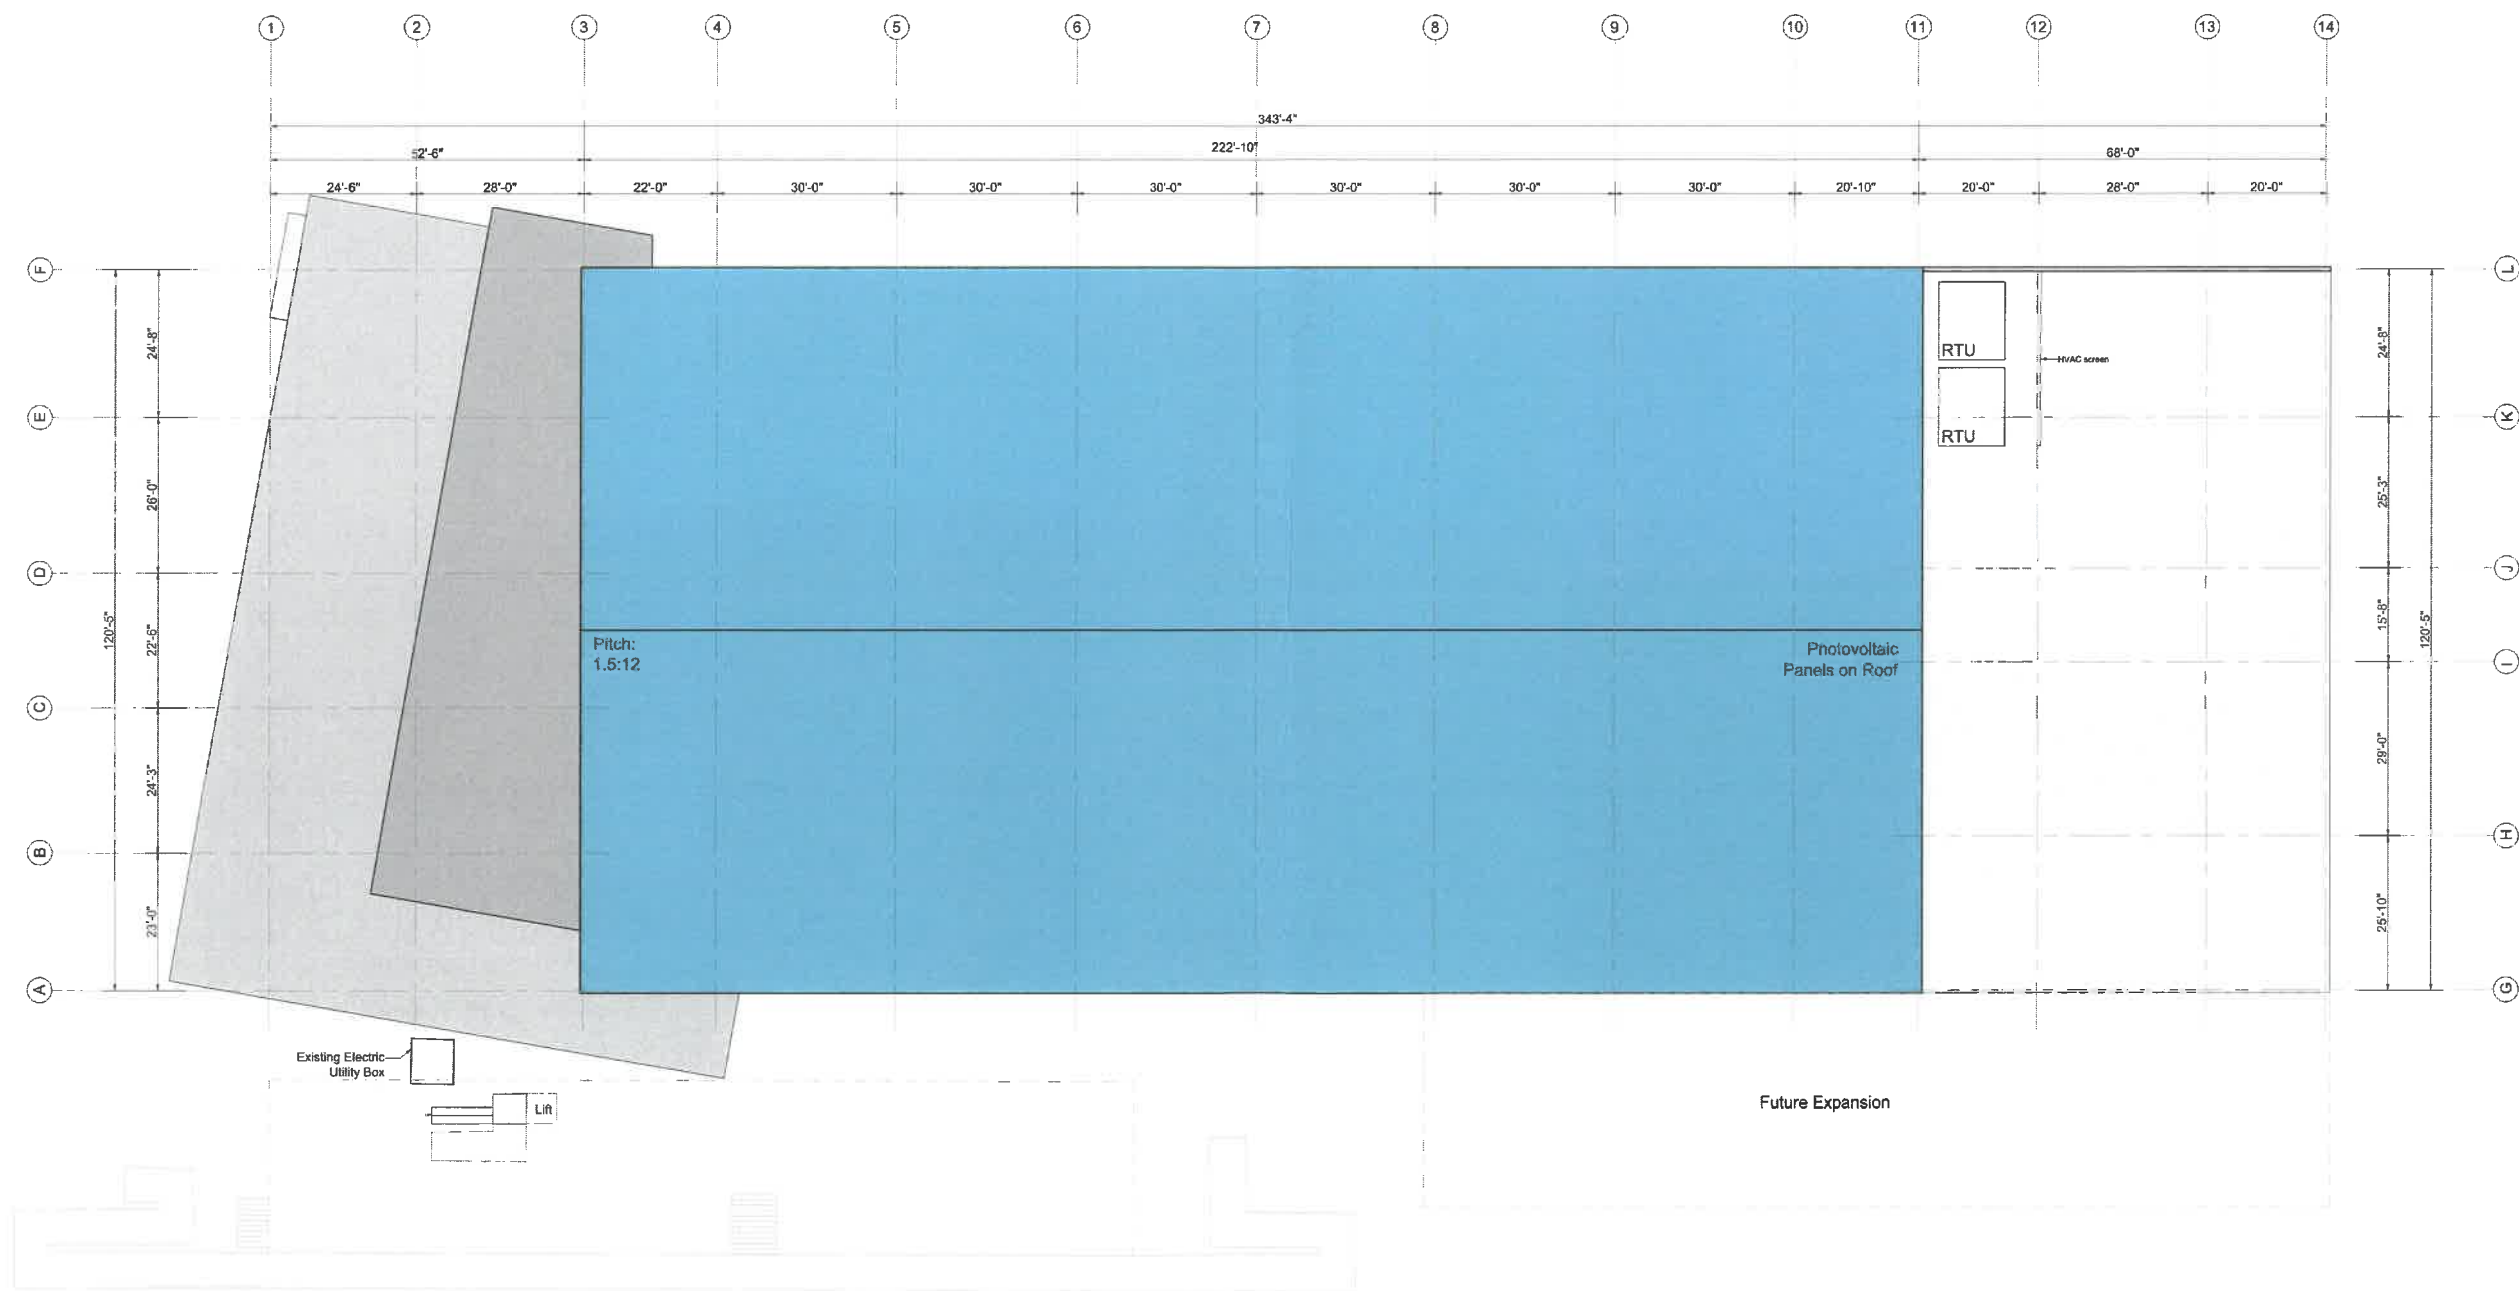 1 2 3 4 5 6 7 8 9 10 11 12 13 14
343'-4"
52'-6" 222'-10" 68'-0"
24'-6" 28'-0" 22'-0" 30'-0" 30'-0" 30'-0" 30'-0" 30'-0" 30'-0" 20'-10" 20'-0" 28'-0" 20'-0"
F
E
D
C
B
A
120'-5"
24'-8"
26'-0"
22'-6"
24'-3"
23'-0"
L
K
J
I
H
G
24'-8"
25'-3"
15'-8"
29'-0"
25'-10"
120'-5"
RTU
RTU
HVAC screen
Pitch:
1.5:12
Photovoltaic
Panels on Roof
Existing Electric
Utility Box
Lift
Future Expansion